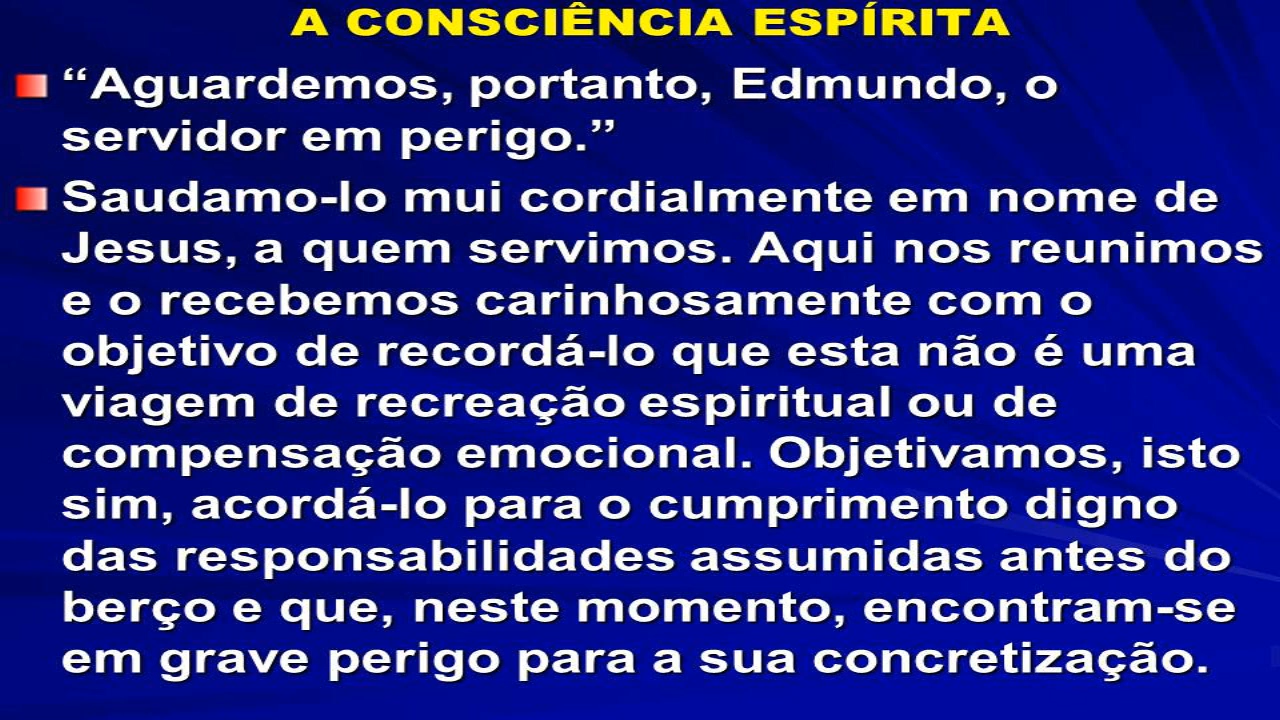 A CONSCIÊNCIA ESPÍRITA
“Aguardemos, portanto, Edmundo, o
servidor em perigo.”
Saudamo-lo mui cordialmente em nome de
Jesus, a quem servimos. Aqui nos reunimos
e o recebemos carinhosamente com o
objetivo de recordá-lo que esta não é uma
viagem de recreação espiritual ou de
compensação emocional. Objetivamos, isto
sim, acordá-lo para o cumprimento digno
das responsabilidades assumidas antes do
berço e que, neste momento, encontram-se
em grave perigo para a sua concretização.